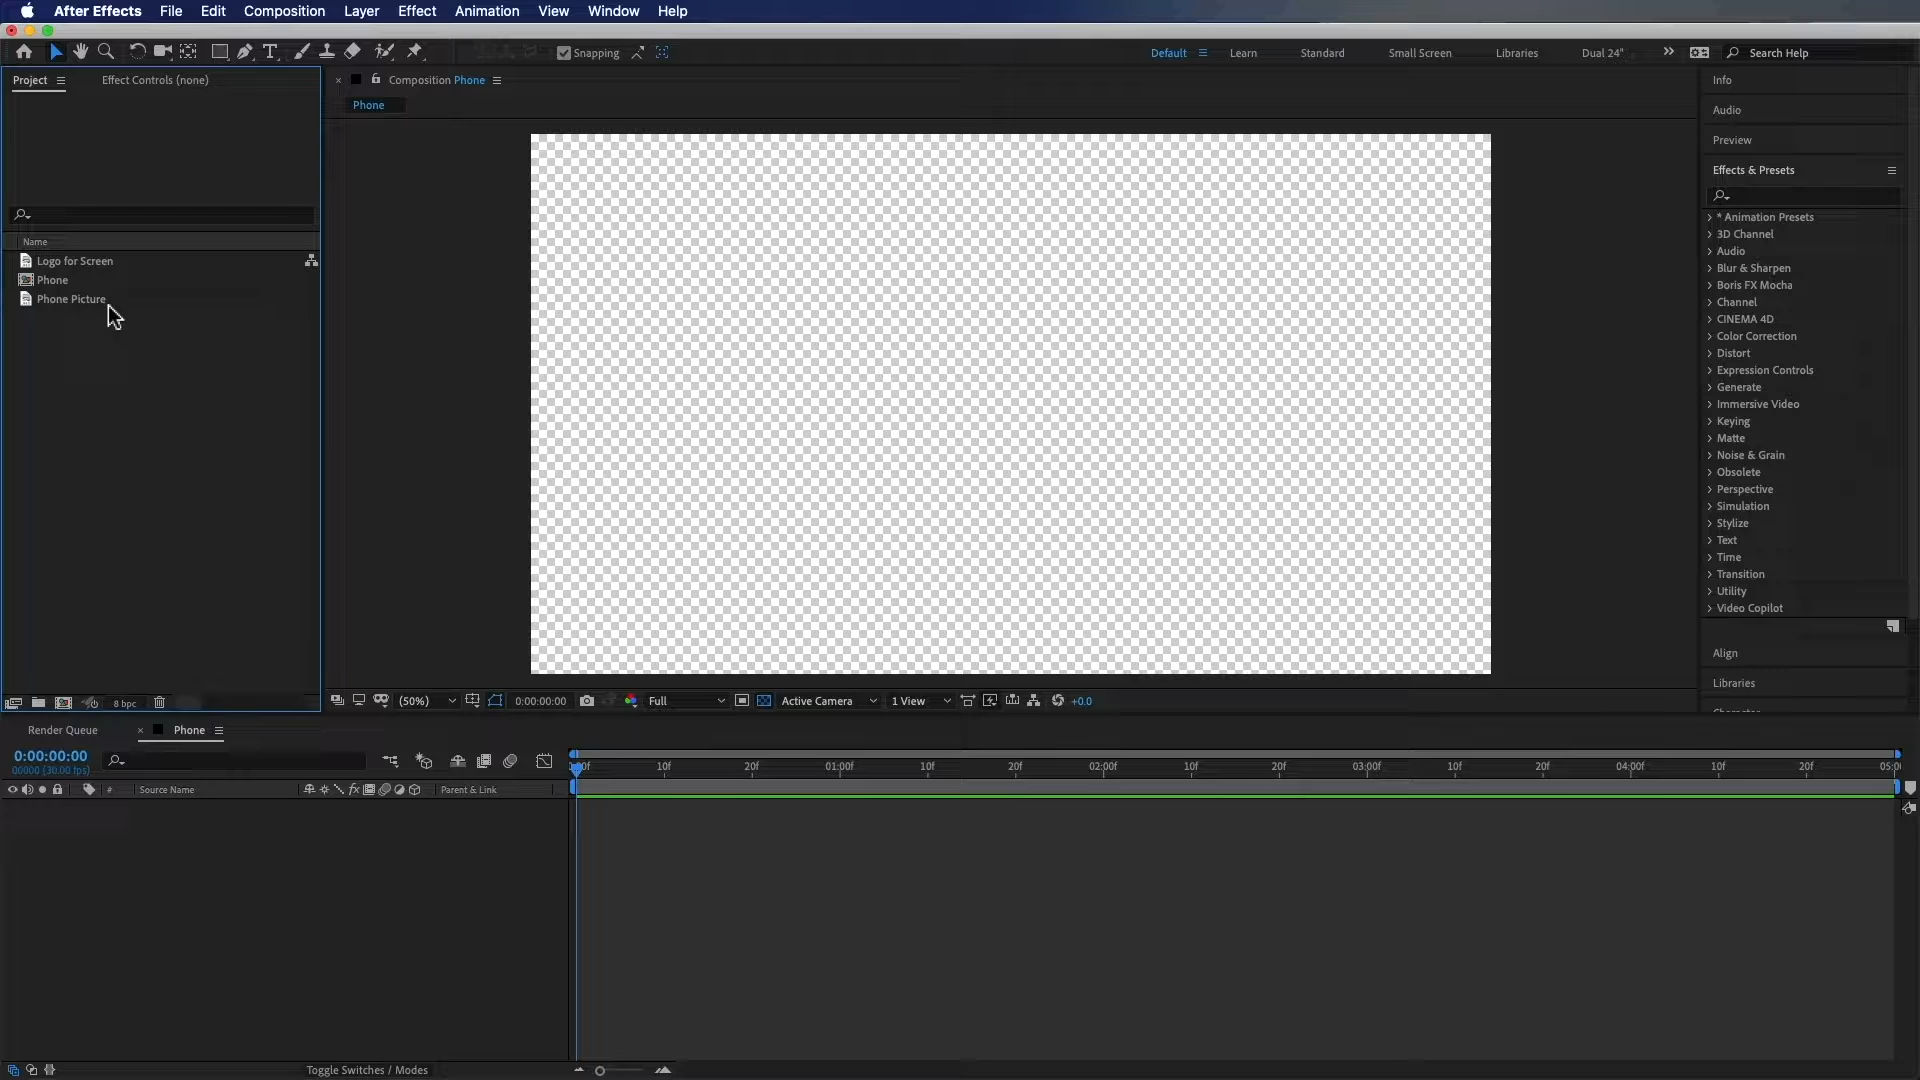 After Effects File Edit Composition Layer Effect Animation View Window Help
Snapping
Default Learn Standard Small Screen Libraries Dual 24" Search Help
Project Effect Controls (none)
Composition Phone
Phone
Name
Logo for Screen
Phone
Phone Picture
8 bpc
(50%) 0:00:00:00 Full Active Camera 1 View +0.0
Info
Audio
Preview
Effects & Presets
* Animation Presets
3D Channel
Audio
Blur & Sharpen
Boris FX Mocha
Channel
CINEMA 4D
Color Correction
Distort
Expression Controls
Generate
Immersive Video
Keying
Matte
Noise & Grain
Obsolete
Perspective
Simulation
Stylize
Text
Time
Transition
Utility
Video Copilot
Align
Libraries
Render Queue Phone
0:00:00:00
00000 (30.00 fps)
10f 20f 01:00f 10f 20f 02:00f 10f 20f 03:00f 10f 20f 04:00f 10f 20f
# Source Name Parent & Link
Toggle Switches / Modes